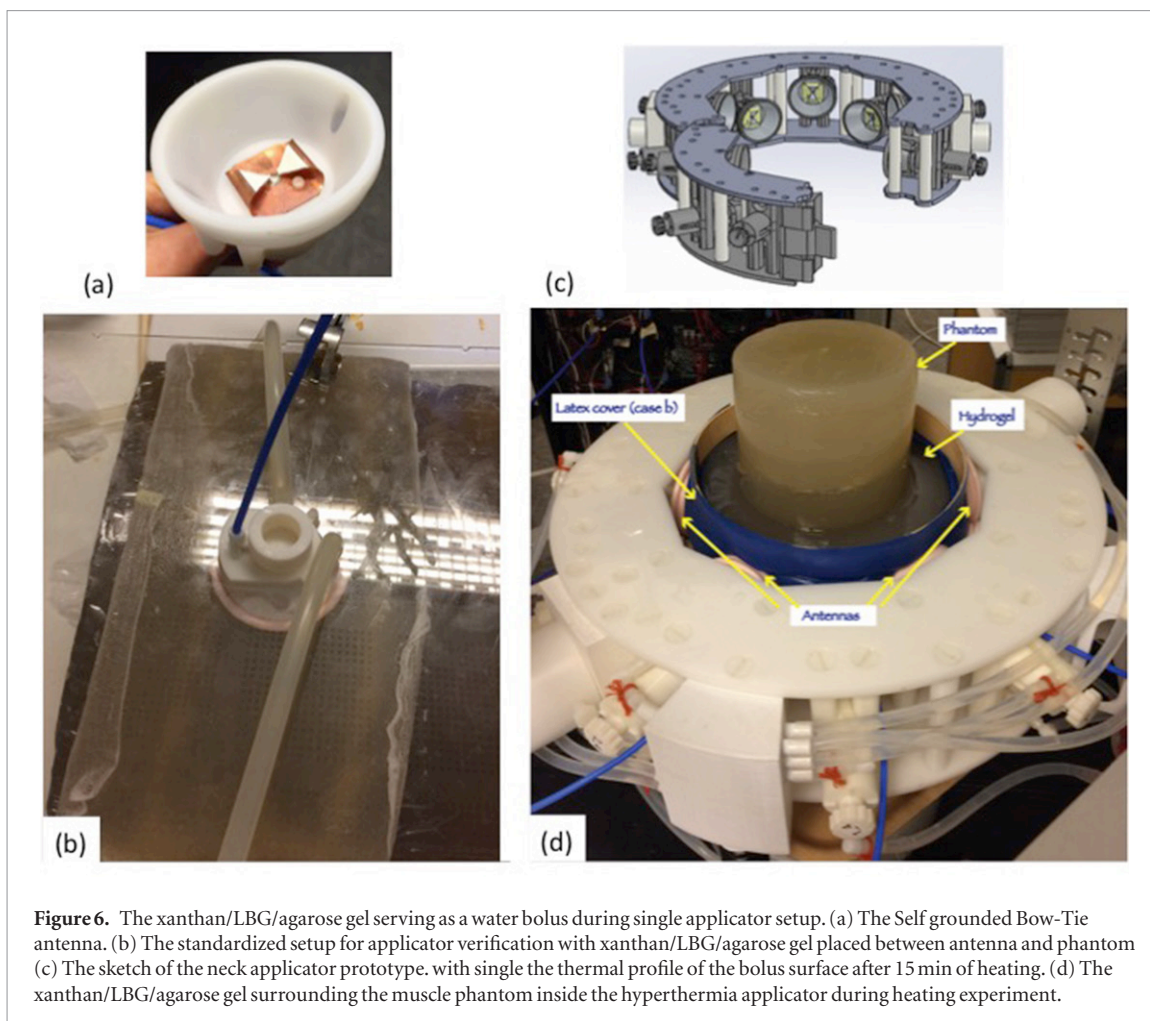 (a)
(c)
Phantom
Latex cover (case b)
Hydrogel
Antennas
(b)
(d)
Figure 6. The xanthan/LBG/agarose gel serving as a water bolus during single applicator setup. (a) The Self grounded Bow-Tie
antenna. (b) The standardized setup for applicator verification with xanthan/LBG/agarose gel placed between antenna and phantom
(c) The sketch of the neck applicator prototype. with single the thermal profile of the bolus surface after 15 min of heating. (d) The
xanthan/LBG/agarose gel surrounding the muscle phantom inside the hyperthermia applicator during heating experiment.